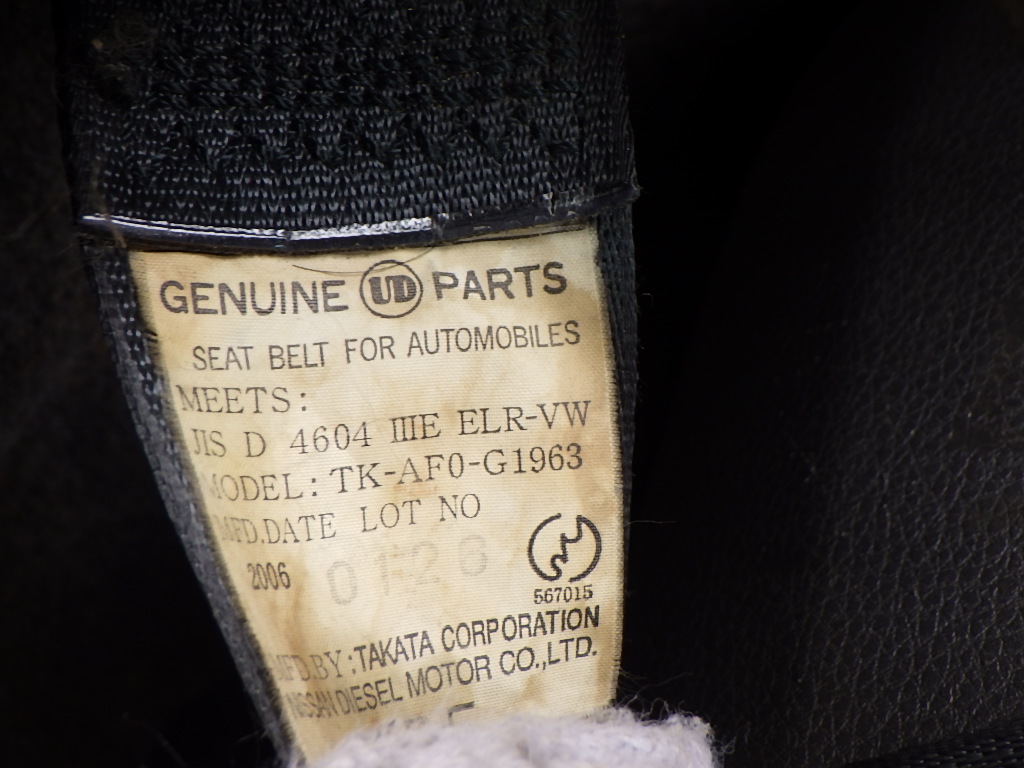 GENUINE UD PARTS
SEAT BELT FOR AUTOMOBILES
MEETS:
JIS D 4604 IIIE ELR-VW
MODEL: TK-AF0-G1963
MFD.DATE LOT NO
2006 0126
567015
MFD.BY:TAKATA CORPORATION
NISSAN DIESEL MOTOR CO.,LTD.